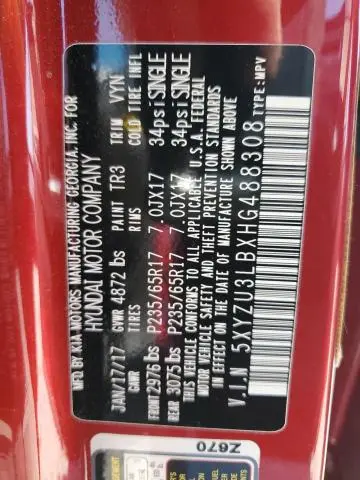 MFD. BY KIA MOTORS MANUFACTURING GEORGIA, INC. FOR
HYUNDAI MOTOR COMPANY
JAN/17/17 GVWR 4872 lbs PAINT TR3 TRIM VYN
GAWR TIRES RIMS COLD TIRE INFL
FRONT 2976 lbs P235/65R17 7.0JX17 34psi SINGLE
REAR 3075 lbs P235/65R17 7.0JX17 34psi SINGLE
THIS VEHICLE CONFORMS TO ALL APPLICABLE U.S.A. FEDERAL
MOTOR VEHICLE SAFETY AND THEFT PREVENTION STANDARDS
IN EFFECT ON THE DATE OF MANUFACTURE SHOWN ABOVE
V.I.N 5XYZU3LBXHG488308 TYPE: MPV
Z670